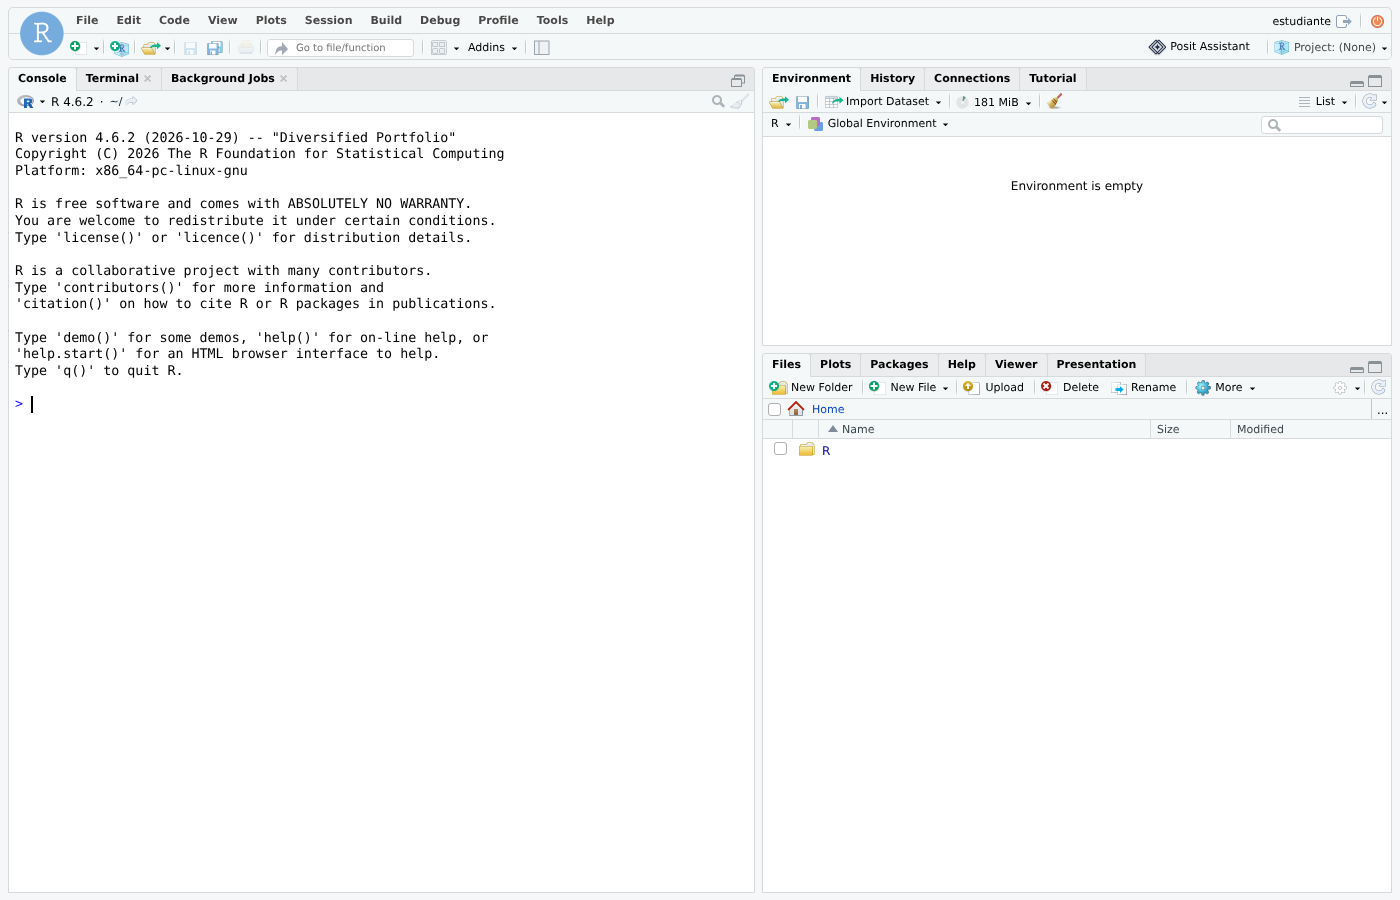 R
File Edit Code View Plots Session Build Debug Profile Tools Help
estudiante
Go to file/function
Addins
Posit Assistant
Project: (None)
Console Terminal Background Jobs
R 4.6.2 · ~/
R version 4.6.2 (2026-10-29) -- "Diversified Portfolio"
Copyright (C) 2026 The R Foundation for Statistical Computing
Platform: x86_64-pc-linux-gnu
R is free software and comes with ABSOLUTELY NO WARRANTY.
You are welcome to redistribute it under certain conditions.
Type 'license()' or 'licence()' for distribution details.
R is a collaborative project with many contributors.
Type 'contributors()' for more information and
'citation()' on how to cite R or R packages in publications.
Type 'demo()' for some demos, 'help()' for on-line help, or
'help.start()' for an HTML browser interface to help.
Type 'q()' to quit R.
>
Environment History Connections Tutorial
Import Dataset 181 MiB List
R Global Environment
Environment is empty
Files Plots Packages Help Viewer Presentation
New Folder New File Upload Delete Rename More
Home ...
Name Size Modified
R